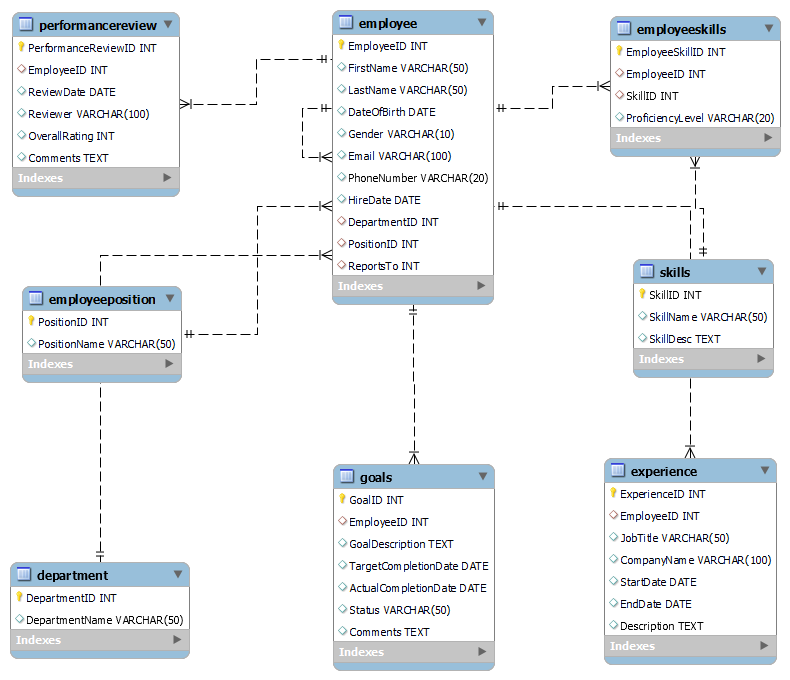 performancereview
PerformanceReviewID INT
EmployeeID INT
ReviewDate DATE
Reviewer VARCHAR(100)
OverallRating INT
Comments TEXT
Indexes
employee
EmployeeID INT
FirstName VARCHAR(50)
LastName VARCHAR(50)
DateOfBirth DATE
Gender VARCHAR(10)
Email VARCHAR(100)
PhoneNumber VARCHAR(20)
HireDate DATE
DepartmentID INT
PositionID INT
ReportsTo INT
Indexes
employeeskills
EmployeeSkillID INT
EmployeeID INT
SkillID INT
ProficiencyLevel VARCHAR(20)
Indexes
employeeposition
PositionID INT
PositionName VARCHAR(50)
Indexes
skills
SkillID INT
SkillName VARCHAR(50)
SkillDesc TEXT
Indexes
department
DepartmentID INT
DepartmentName VARCHAR(50)
Indexes
goals
GoalID INT
EmployeeID INT
GoalDescription TEXT
TargetCompletionDate DATE
ActualCompletionDate DATE
Status VARCHAR(50)
Comments TEXT
Indexes
experience
ExperienceID INT
EmployeeID INT
JobTitle VARCHAR(50)
CompanyName VARCHAR(100)
StartDate DATE
EndDate DATE
Description TEXT
Indexes